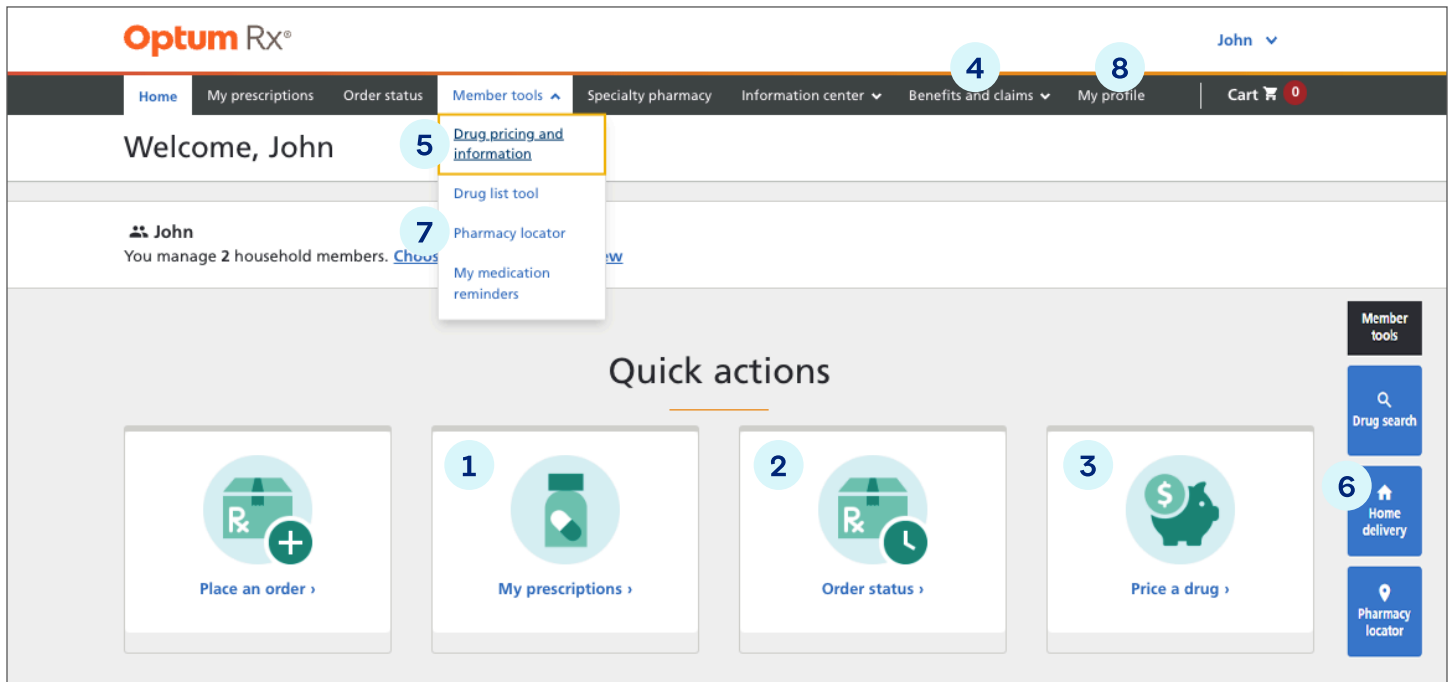 Optum Rx®
John
4
8
Home My prescriptions Order status Member tools Specialty pharmacy Information center Benefits and claims My profile Cart 0
Welcome, John
5
Drug pricing and
information
Drug list tool
John
7
Pharmacy locator
You manage 2 household members. Choos ew
My medication
reminders
Member
tools
Quick actions
Drug search
1
2
3
6
Home
delivery
$
Rx
Rx
Place an order ›
My prescriptions ›
Order status ›
Price a drug ›
Pharmacy
locator